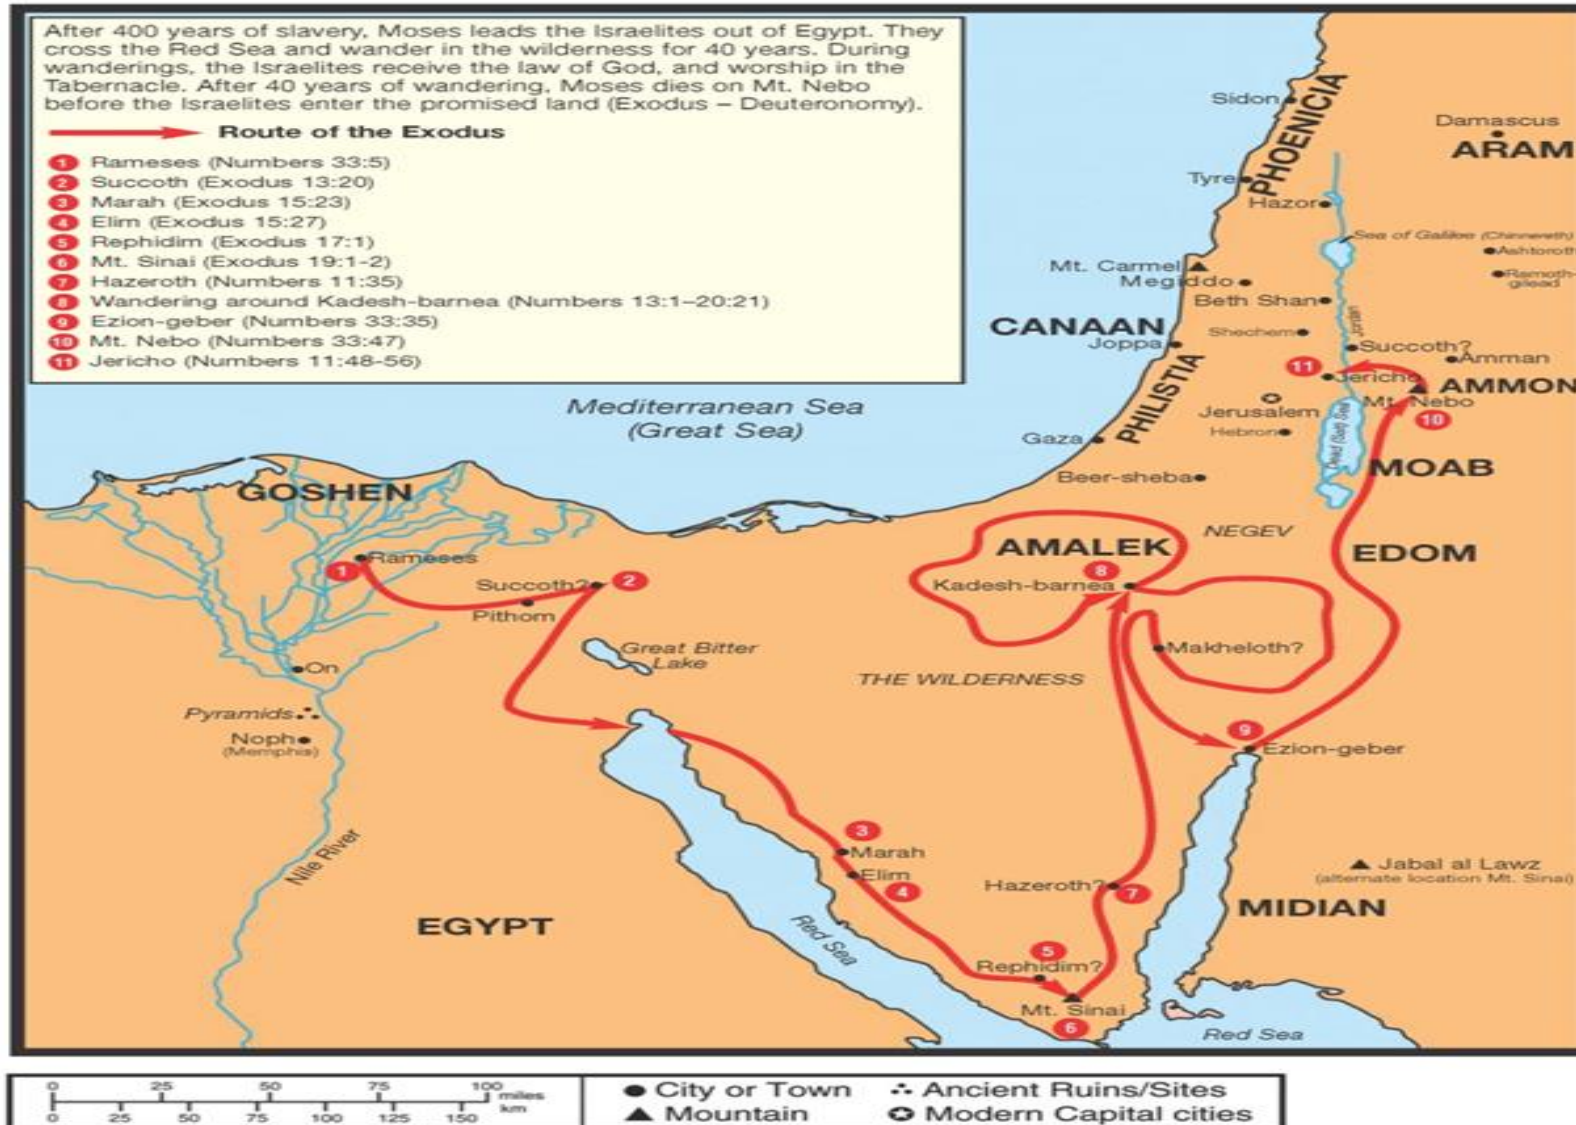 After 400 years of slavery, Moses leads the Israelites out of Egypt. They
cross the Red Sea and wander in the wilderness for 40 years. During
wanderings, the Israelites receive the law of God, and worship in the
Tabernacle. After 40 years of wandering, Moses dies on Mt. Nebo
before the Israelites enter the promised land (Exodus – Deuteronomy).
Route of the Exodus
1 Rameses (Numbers 33:5)
2 Succoth (Exodus 13:20)
3 Marah (Exodus 15:23)
4 Elim (Exodus 15:27)
5 Rephidim (Exodus 17:1)
6 Mt. Sinai (Exodus 19:1-2)
7 Hazeroth (Numbers 11:35)
8 Wandering around Kadesh-barnea (Numbers 13:1–20:21)
9 Ezion-geber (Numbers 33:35)
10 Mt. Nebo (Numbers 33:47)
11 Jericho (Numbers 11:48-56)
Sidon
PHOENICIA
Damascus
ARAM
Tyre
Hazor
Sea of Galilee (Chinnereth)
Ashtoroth
Ramoth-
gilead
Mt. Carmel
Megiddo
Beth Shan
CANAAN
Joppa
Shechem
Jordan
Succoth?
Amman
11
Jericho
AMMON
Mt. Nebo
10
PHILISTIA
Jerusalem
Hebron
Dead (Salt) Sea
Mediterranean Sea
(Great Sea)
Gaza
Beer-sheba
MOAB
GOSHEN
NEGEV
AMALEK
EDOM
Rameses
1
Succoth?
2
Pithom
8
Kadesh-barnea
Great Bitter
Lake
Makheloth?
On
THE WILDERNESS
Pyramids
Noph
(Memphis)
9
Ezion-geber
3
Marah
Elim
4
Nile River
Hazeroth?
7
Jabal al Lawz
(alternate location Mt. Sinai)
MIDIAN
EGYPT
Red Sea
5
Rephidim?
Mt. Sinai
6
Red Sea
0 25 50 75 100 miles
0 25 50 75 100 125 150 km
City or Town
Ancient Ruins/Sites
Mountain
Modern Capital cities